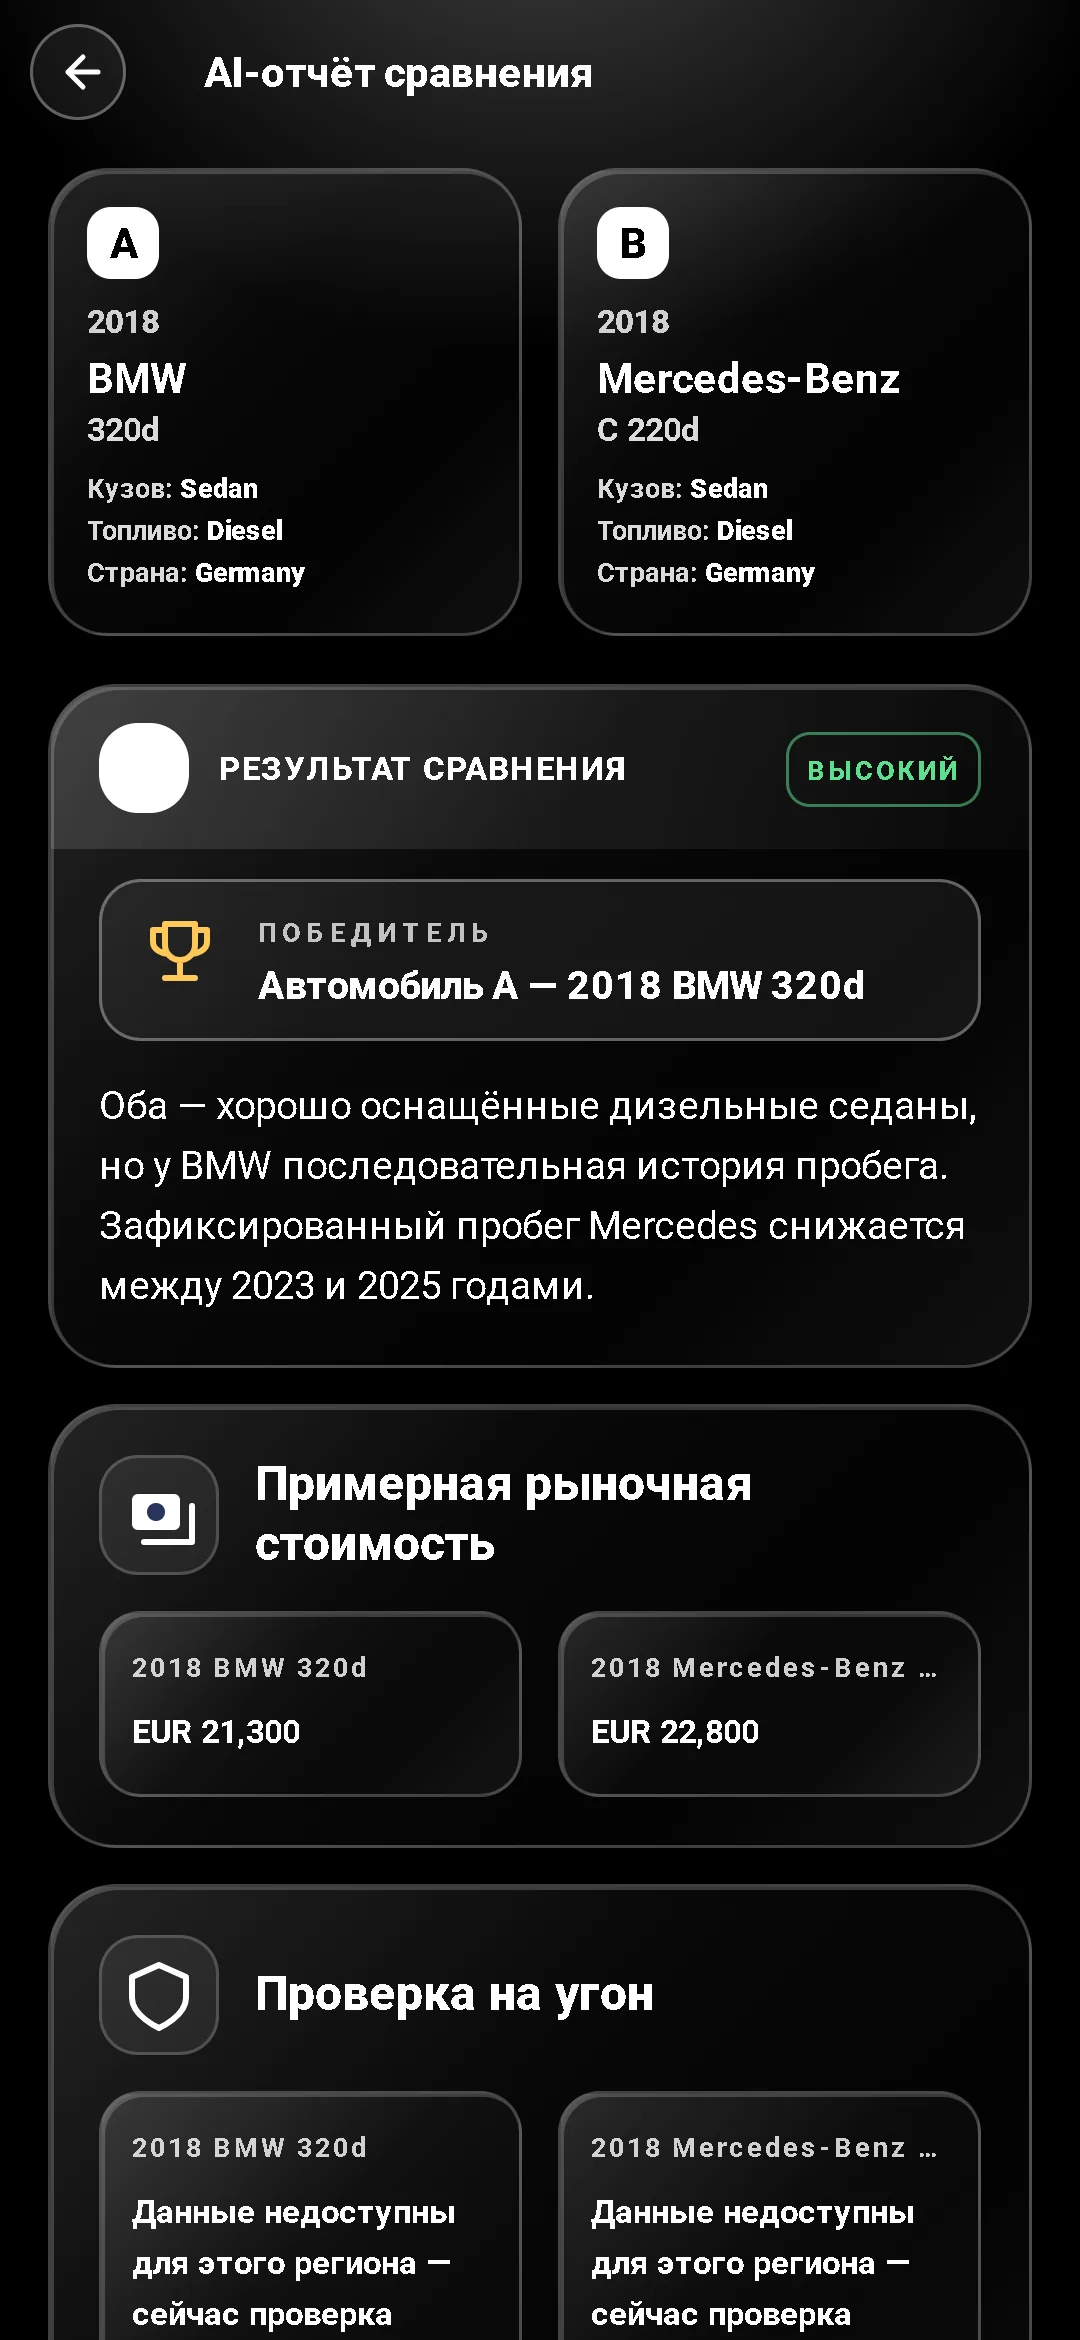 AI-отчёт сравнения
A
2018
BMW
320d
Кузов: Sedan
Топливо: Diesel
Страна: Germany
B
2018
Mercedes-Benz
C 220d
Кузов: Sedan
Топливо: Diesel
Страна: Germany
РЕЗУЛЬТАТ СРАВНЕНИЯ
ВЫСОКИЙ
ПОБЕДИТЕЛЬ
Автомобиль A — 2018 BMW 320d
Оба — хорошо оснащённые дизельные седаны,
но у BMW последовательная история пробега.
Зафиксированный пробег Mercedes снижается
между 2023 и 2025 годами.
Примерная рыночная
стоимость
2018 BMW 320d
EUR 21,300
2018 Mercedes-Benz …
EUR 22,800
Проверка на угон
2018 BMW 320d
Данные недоступны
для этого региона —
сейчас проверка
2018 Mercedes-Benz …
Данные недоступны
для этого региона —
сейчас проверка